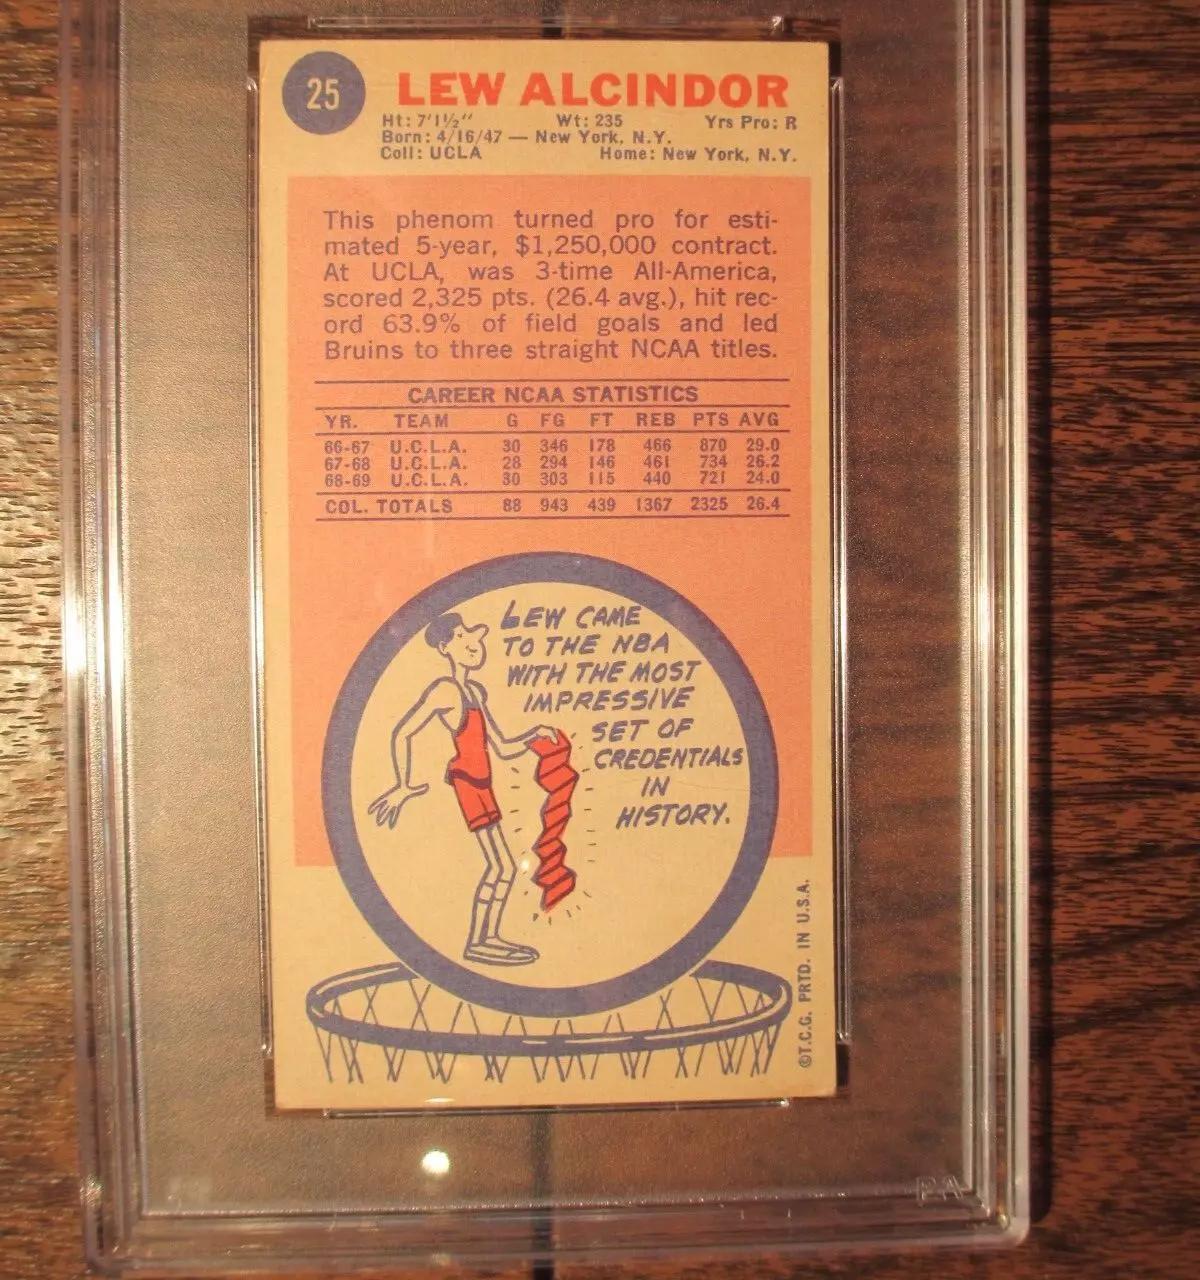 25
LEW ALCINDOR
Ht: 7'1½" Wt: 235 Yrs Pro: R
Born: 4/16/47 — New York, N.Y.
Coll: UCLA Home: New York, N.Y.
This phenom turned pro for esti-
mated 5-year, $1,250,000 contract.
At UCLA, was 3-time All-America,
scored 2,325 pts. (26.4 avg.), hit rec-
ord 63.9% of field goals and led
Bruins to three straight NCAA titles.
CAREER NCAA STATISTICS
YR. TEAM G FG FT REB PTS AVG
66-67 U.C.L.A. 30 346 178 466 870 29.0
67-68 U.C.L.A. 28 294 146 461 734 26.2
68-69 U.C.L.A. 30 303 115 440 721 24.0
COL. TOTALS 88 943 439 1367 2325 26.4
LEW CAME
TO THE NBA
WITH THE MOST
IMPRESSIVE
SET OF
CREDENTIALS
IN
HISTORY.
©T.C.G. PRTD. IN U.S.A.